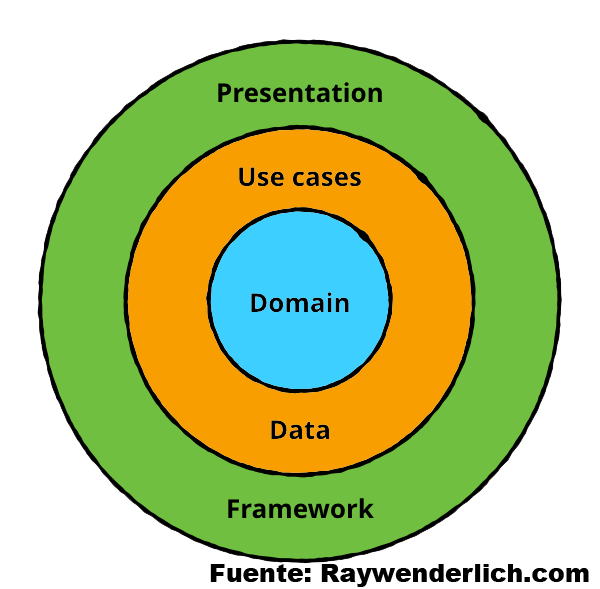 Presentation
Use cases
Domain
Data
Framework
Fuente: Raywenderlich.com